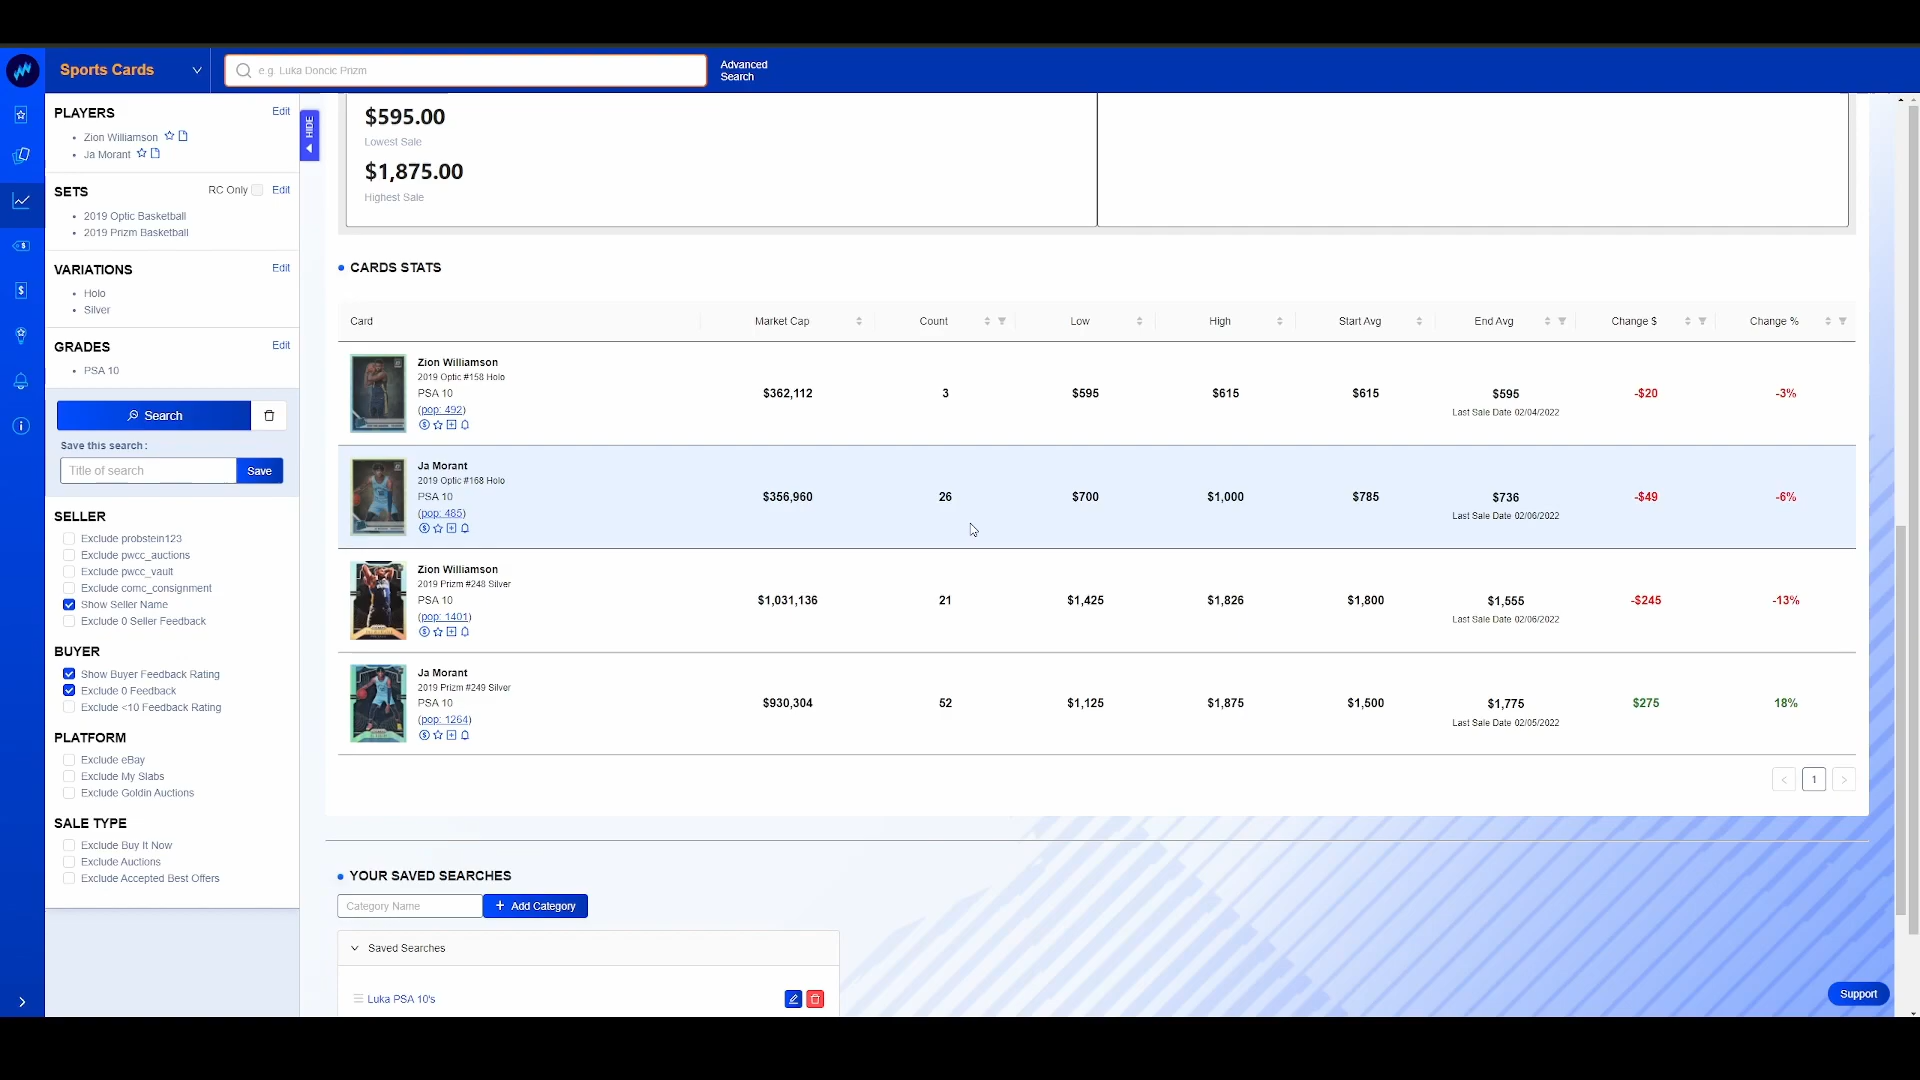 Sports Cards
e.g. Luka Doncic Prizm
Advanced
Search
PLAYERS
Edit
Zion Williamson
Ja Morant
SETS
RC Only
Edit
2019 Optic Basketball
2019 Prizm Basketball
VARIATIONS
Edit
Holo
Silver
GRADES
Edit
PSA 10
Search
Save this search:
Title of search
Save
SELLER
Exclude probstein123
Exclude pwcc_auctions
Exclude pwcc_vault
Exclude comc_consignment
Show Seller Name
Exclude 0 Seller Feedback
BUYER
Show Buyer Feedback Rating
Exclude 0 Feedback
Exclude <10 Feedback Rating
PLATFORM
Exclude eBay
Exclude My Slabs
Exclude Goldin Auctions
SALE TYPE
Exclude Buy It Now
Exclude Auctions
Exclude Accepted Best Offers
HIDE
$595.00
Lowest Sale
$1,875.00
Highest Sale
CARDS STATS
Card Market Cap Count Low High Start Avg End Avg Change $ Change %
Zion Williamson
2019 Optic #158 Holo
PSA 10
(pop: 492)
$362,112 3 $595 $615 $615 $595 -$20 -3%
Last Sale Date 02/04/2022
Ja Morant
2019 Optic #168 Holo
PSA 10
(pop: 485)
$356,960 26 $700 $1,000 $785 $736 -$49 -6%
Last Sale Date 02/06/2022
Zion Williamson
2019 Prizm #248 Silver
PSA 10
(pop: 1401)
$1,031,136 21 $1,425 $1,826 $1,800 $1,555 -$245 -13%
Last Sale Date 02/06/2022
Ja Morant
2019 Prizm #249 Silver
PSA 10
(pop: 1264)
$930,304 52 $1,125 $1,875 $1,500 $1,775 $275 18%
Last Sale Date 02/05/2022
< 1 >
YOUR SAVED SEARCHES
Category Name
+ Add Category
Saved Searches
Luka PSA 10's
Support